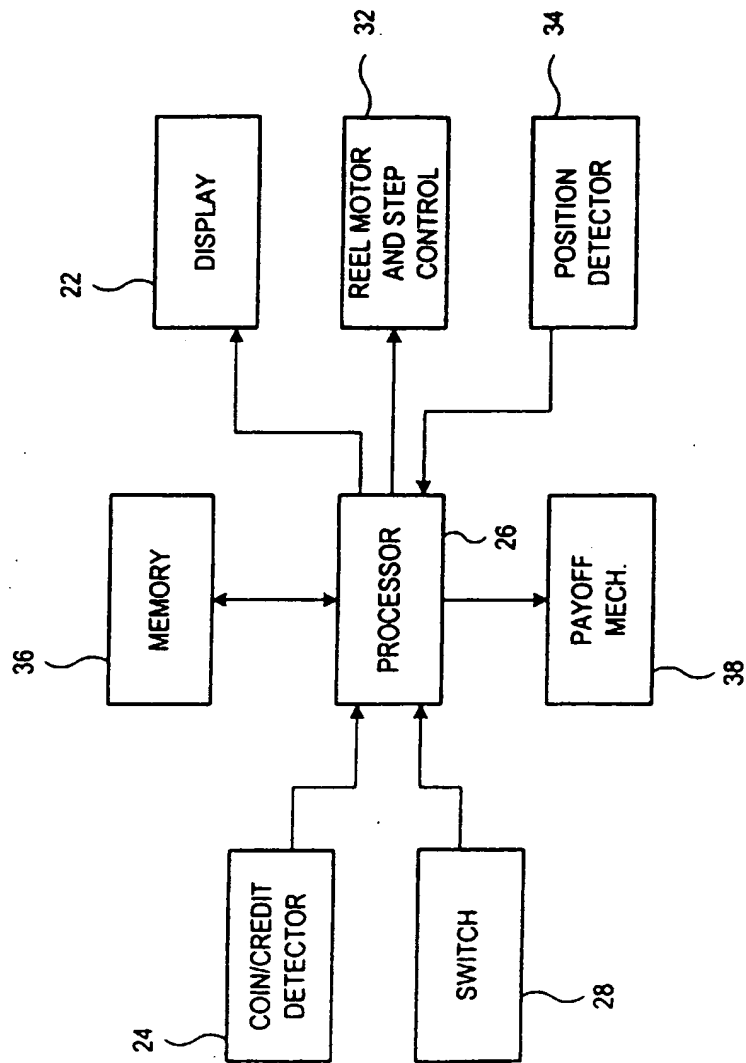 36
MEMORY
22
DISPLAY
24
COIN/CREDIT
DETECTOR
PROCESSOR
26
REEL MOTOR
AND STEP
CONTROL
32
SWITCH
28
PAYOFF
MECH.
38
POSITION
DETECTOR
34